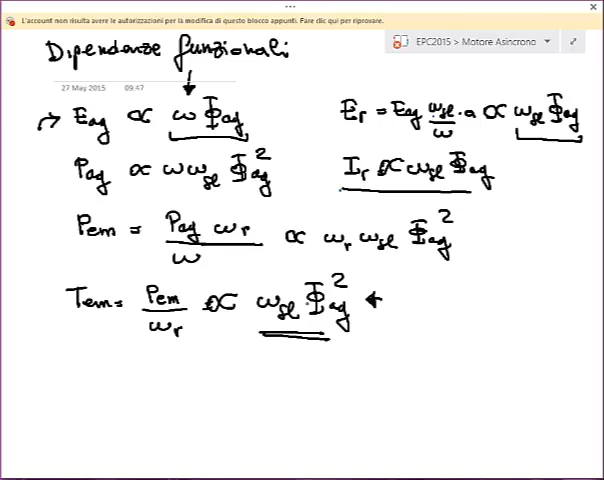 L'account non risulta avere le autorizzazioni per la modifica di questo blocco appunti. Fare clic qui per riprovare.
EPC2015 > Motore Asincrono
Dipendenze funzionali
27 May 2015 09:47
→ Eag ∝ ω Φag
Er = Eag ωsl/ω · a ∝ ωsl Φag
Pag ∝ ω ωsl Φag²
Ir ∝ ωsl Φag
Pem = Pag ωr / ω ∝ ωr ωsl Φag²
Tem = Pem / ωr ∝ ωsl Φag² ←